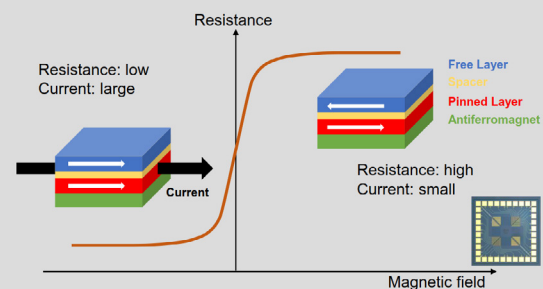 Resistance
Resistance: low
Current: large
Free Layer
Spacer
Pinned Layer
Antiferromagnet
Current
Resistance: high
Current: small
Magnetic field